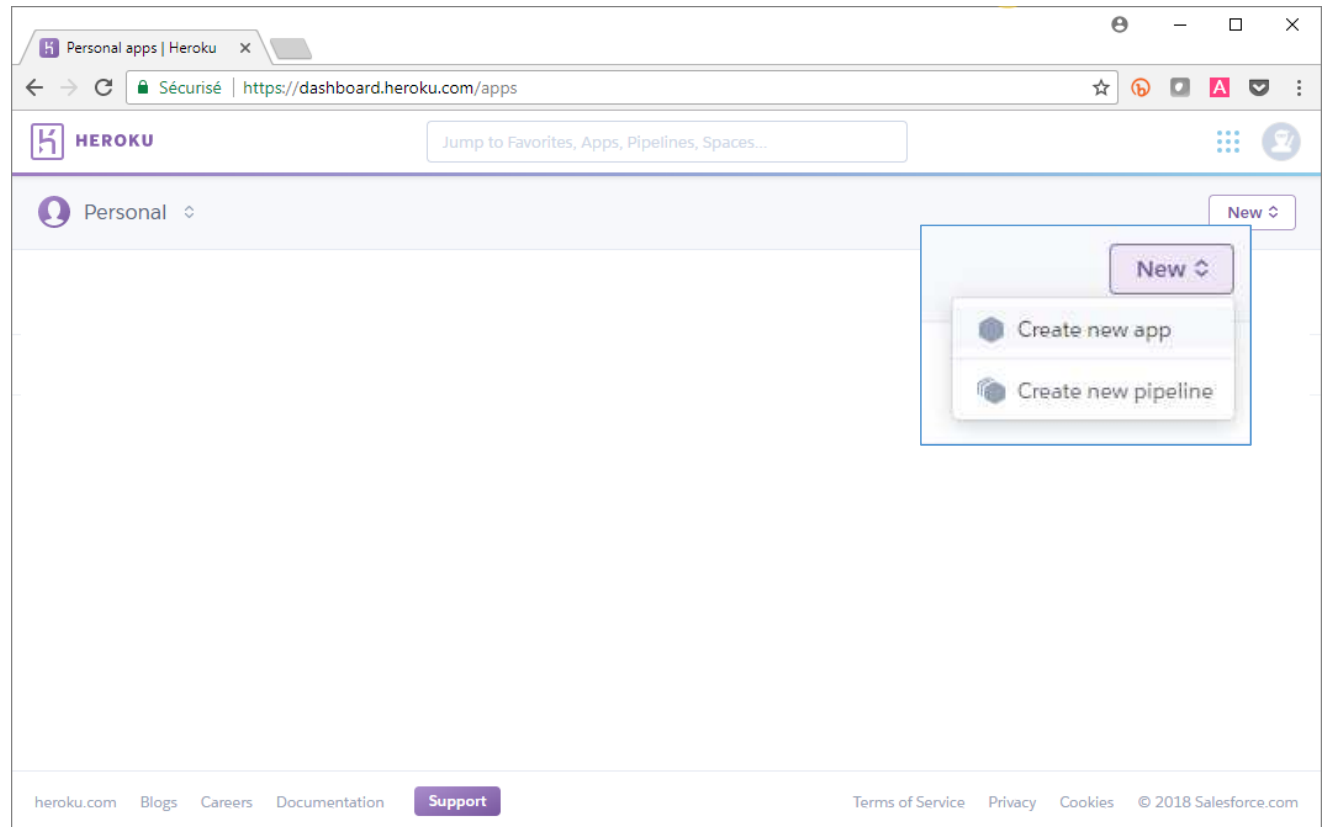 Personal apps | Heroku
Sécurisé | https://dashboard.heroku.com/apps
HEROKU
Jump to Favorites, Apps, Pipelines, Spaces...
Personal
New
New
Create new app
Create new pipeline
heroku.com Blogs Careers Documentation Support Terms of Service Privacy Cookies © 2018 Salesforce.com